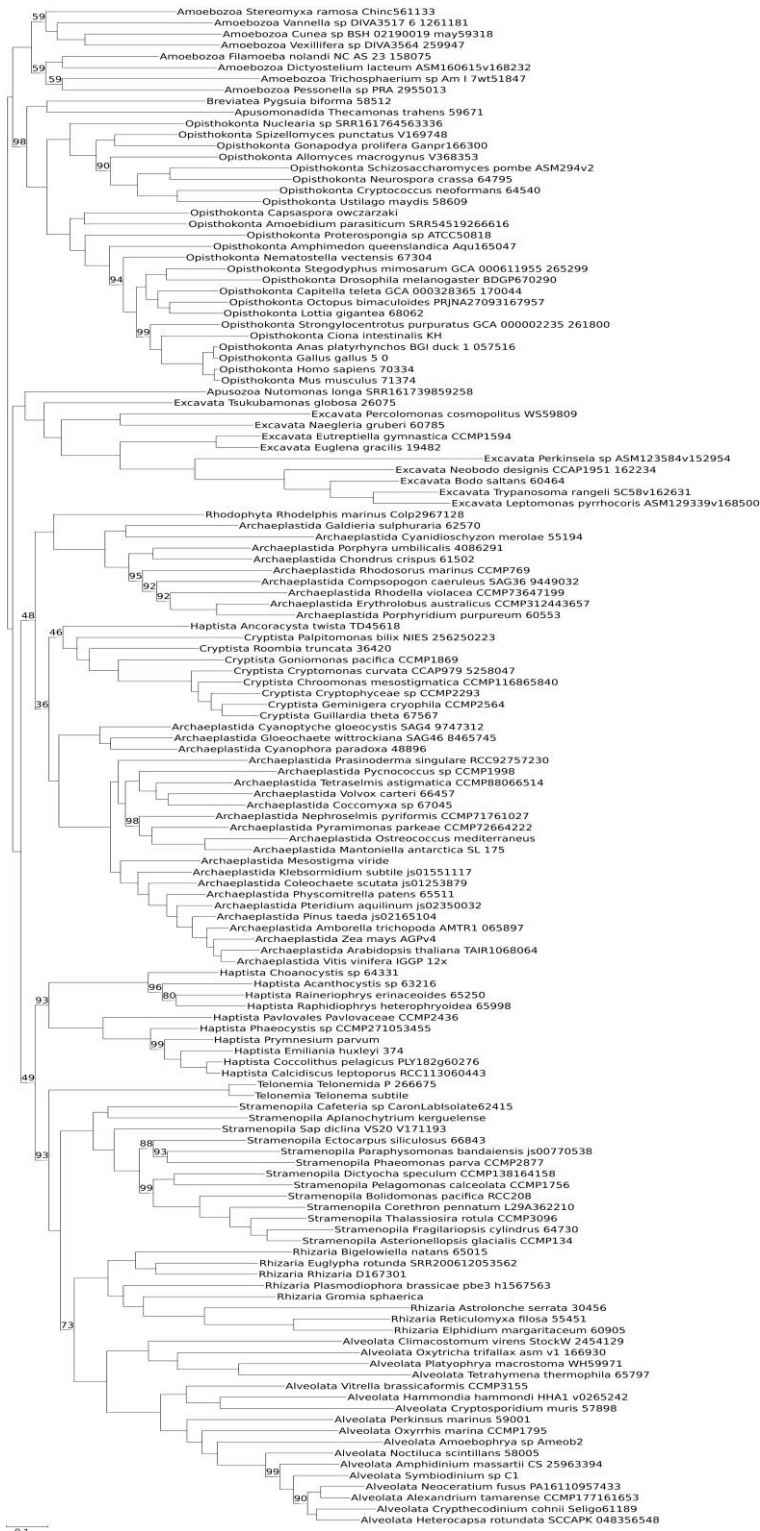 Amoebozoa Stereomyxa ramosa Chinc561133
59
Amoebozoa Vannella sp DIVA3517 6 1261181
Amoebozoa Cunea sp BSH 02190019 may59318
Amoebozoa Vexillifera sp DIVA3564 259947
Amoebozoa Filamoeba nolandi NC AS 23 158075
59
Amoebozoa Dictyostelium lacteum ASM160615v168232
59
Amoebozoa Trichosphaerium sp Am I 7wt51847
Amoebozoa Pessonella sp PRA 2955013
Breviatea Pygsuia biforma 58512
Apusomonadida Thecamonas trahens 59671
Opisthokonta Nuclearia sp SRR161764563336
98
Opisthokonta Spizellomyces punctatus V169748
Opisthokonta Gonapodya prolifera Ganpr166300
90
Opisthokonta Allomyces macrogynus V368353
Opisthokonta Schizosaccharomyces pombe ASM294v2
Opisthokonta Neurospora crassa 64795
Opisthokonta Cryptococcus neoformans 64540
Opisthokonta Ustilago maydis 58609
Opisthokonta Capsaspora owczarzaki
Opisthokonta Amoebidium parasiticum SRR54519266616
Opisthokonta Proterospongia sp ATCC50818
Opisthokonta Amphimedon queenslandica Aqu165047
Opisthokonta Nematostella vectensis 67304
Opisthokonta Stegodyphus mimosarum GCA 000611955 265299
94
Opisthokonta Drosophila melanogaster BDGP670290
Opisthokonta Capitella teleta GCA 000328365 170044
Opisthokonta Octopus bimaculoides PRJNA27093167957
Opisthokonta Lottia gigantea 68062
Opisthokonta Strongylocentrotus purpuratus GCA 000002235 261800
99
Opisthokonta Ciona intestinalis KH
Opisthokonta Anas platyrhynchos BGI duck 1 057516
Opisthokonta Gallus gallus 5 0
Opisthokonta Homo sapiens 70334
Opisthokonta Mus musculus 71374
Apusozoa Nutomonas longa SRR161739859258
Excavata Tsukubamonas globosa 26075
Excavata Percolomonas cosmopolitus WS59809
Excavata Naegleria gruberi 60785
Excavata Eutreptiella gymnastica CCMP1594
Excavata Euglena gracilis 19482
Excavata Perkinsela sp ASM123584v152954
Excavata Neobodo designis CCAP1951 162234
Excavata Bodo saltans 60464
Excavata Trypanosoma rangeli SC58v162631
Excavata Leptomonas pyrrhocoris ASM129339v168500
Rhodophyta Rhodelphis marinus Colp2967128
Archaeplastida Galdieria sulphuraria 62570
Archaeplastida Cyanidioschyzon merolae 55194
Archaeplastida Porphyra umbilicalis 4086291
Archaeplastida Chondrus crispus 61502
95
Archaeplastida Rhodosorus marinus CCMP769
92
Archaeplastida Compsopogon caeruleus SAG36 9449032
92
Archaeplastida Rhodella violacea CCMP73647199
Archaeplastida Erythrolobus australicus CCMP312443657
48
Archaeplastida Porphyridium purpureum 60553
Haptista Ancoracysta twista TD45618
46
Cryptista Palpitomonas bilix NIES 256250223
Cryptista Roombia truncata 36420
Cryptista Goniomonas pacifica CCMP1869
Cryptista Cryptomonas curvata CCAP979 5258047
Cryptista Chroomonas mesostigmatica CCMP116865840
Cryptista Cryptophyceae sp CCMP2293
36
Cryptista Geminigera cryophila CCMP2564
Cryptista Guillardia theta 67567
Archaeplastida Cyanoptyche gloeocystis SAG4 9747312
Archaeplastida Gloeochaete wittrockiana SAG46 8465745
Archaeplastida Cyanophora paradoxa 48896
Archaeplastida Prasinoderma singulare RCC92757230
Archaeplastida Pycnococcus sp CCMP1998
Archaeplastida Tetraselmis astigmatica CCMP88066514
Archaeplastida Volvox carteri 66457
Archaeplastida Coccomyxa sp 67045
98
Archaeplastida Nephroselmis pyriformis CCMP71761027
Archaeplastida Pyramimonas parkeae CCMP72664222
Archaeplastida Ostreococcus mediterraneus
Archaeplastida Mantoniella antarctica SL 175
Archaeplastida Mesostigma viride
Archaeplastida Klebsormidium subtile js01551117
Archaeplastida Coleochaete scutata js01253879
Archaeplastida Physcomitrella patens 65511
Archaeplastida Pteridium aquilinum js02350032
Archaeplastida Pinus taeda js02165104
Archaeplastida Amborella trichopoda AMTR1 065897
Archaeplastida Zea mays AGPv4
Archaeplastida Arabidopsis thaliana TAIR1068064
Archaeplastida Vitis vinifera IGGP 12x
Haptista Choanocystis sp 64331
96
Haptista Acanthocystis sp 63216
80
Haptista Raineriophrys erinaceoides 65250
93
Haptista Raphidiophrys heterophryoidea 65998
Haptista Pavlovales Pavlovaceae CCMP2436
Haptista Phaeocystis sp CCMP271053455
99
Haptista Prymnesium parvum
Haptista Emiliania huxleyi 374
Haptista Coccolithus pelagicus PLY182g60276
Haptista Calcidiscus leptoporus RCC113060443
49
Telonemia Telonemida P 266675
Telonemia Telonema subtile
Stramenopila Cafeteria sp CaronLabIsolate62415
Stramenopila Aplanochytrium kerguelense
Stramenopila Sap diclina VS20 V171193
88
Stramenopila Ectocarpus siliculosus 66843
93
Stramenopila Paraphysomonas bandaiensis js00770538
93
Stramenopila Phaeomonas parva CCMP2877
Stramenopila Dictyocha speculum CCMP138164158
99
Stramenopila Pelagomonas calceolata CCMP1756
Stramenopila Bolidomonas pacifica RCC208
Stramenopila Corethron pennatum L29A362210
Stramenopila Thalassiosira rotula CCMP3096
Stramenopila Fragilariopsis cylindrus 64730
Stramenopila Asterionellopsis glacialis CCMP134
Rhizaria Bigelowiella natans 65015
Rhizaria Euglypha rotunda SRR200612053562
Rhizaria Rhizaria D167301
Rhizaria Plasmodiophora brassicae pbe3 h1567563
Rhizaria Gromia sphaerica
Rhizaria Astrolonche serrata 30456
Rhizaria Reticulomyxa filosa 55451
73
Rhizaria Elphidium margaritaceum 60905
Alveolata Climacostomum virens StockW 2454129
Alveolata Oxytricha trifallax asm v1 166930
Alveolata Platyophrya macrostoma WH59971
Alveolata Tetrahymena thermophila 65797
Alveolata Vitrella brassicaformis CCMP3155
Alveolata Hammondia hammondi HHA1 v0265242
Alveolata Cryptosporidium muris 57898
Alveolata Perkinsus marinus 59001
Alveolata Oxyrrhis marina CCMP1795
Alveolata Amoebophrya sp Ameob2
Alveolata Noctiluca scintillans 58005
99
Alveolata Amphidinium massartii CS 25963394
Alveolata Symbiodinium sp C1
Alveolata Neoceratium fusus PA16110957433
90
Alveolata Alexandrium tamarense CCMP177161653
Alveolata Crypthecodinium cohnii Seligo61189
Alveolata Heterocapsa rotundata SCCAPK 048356548
0.1